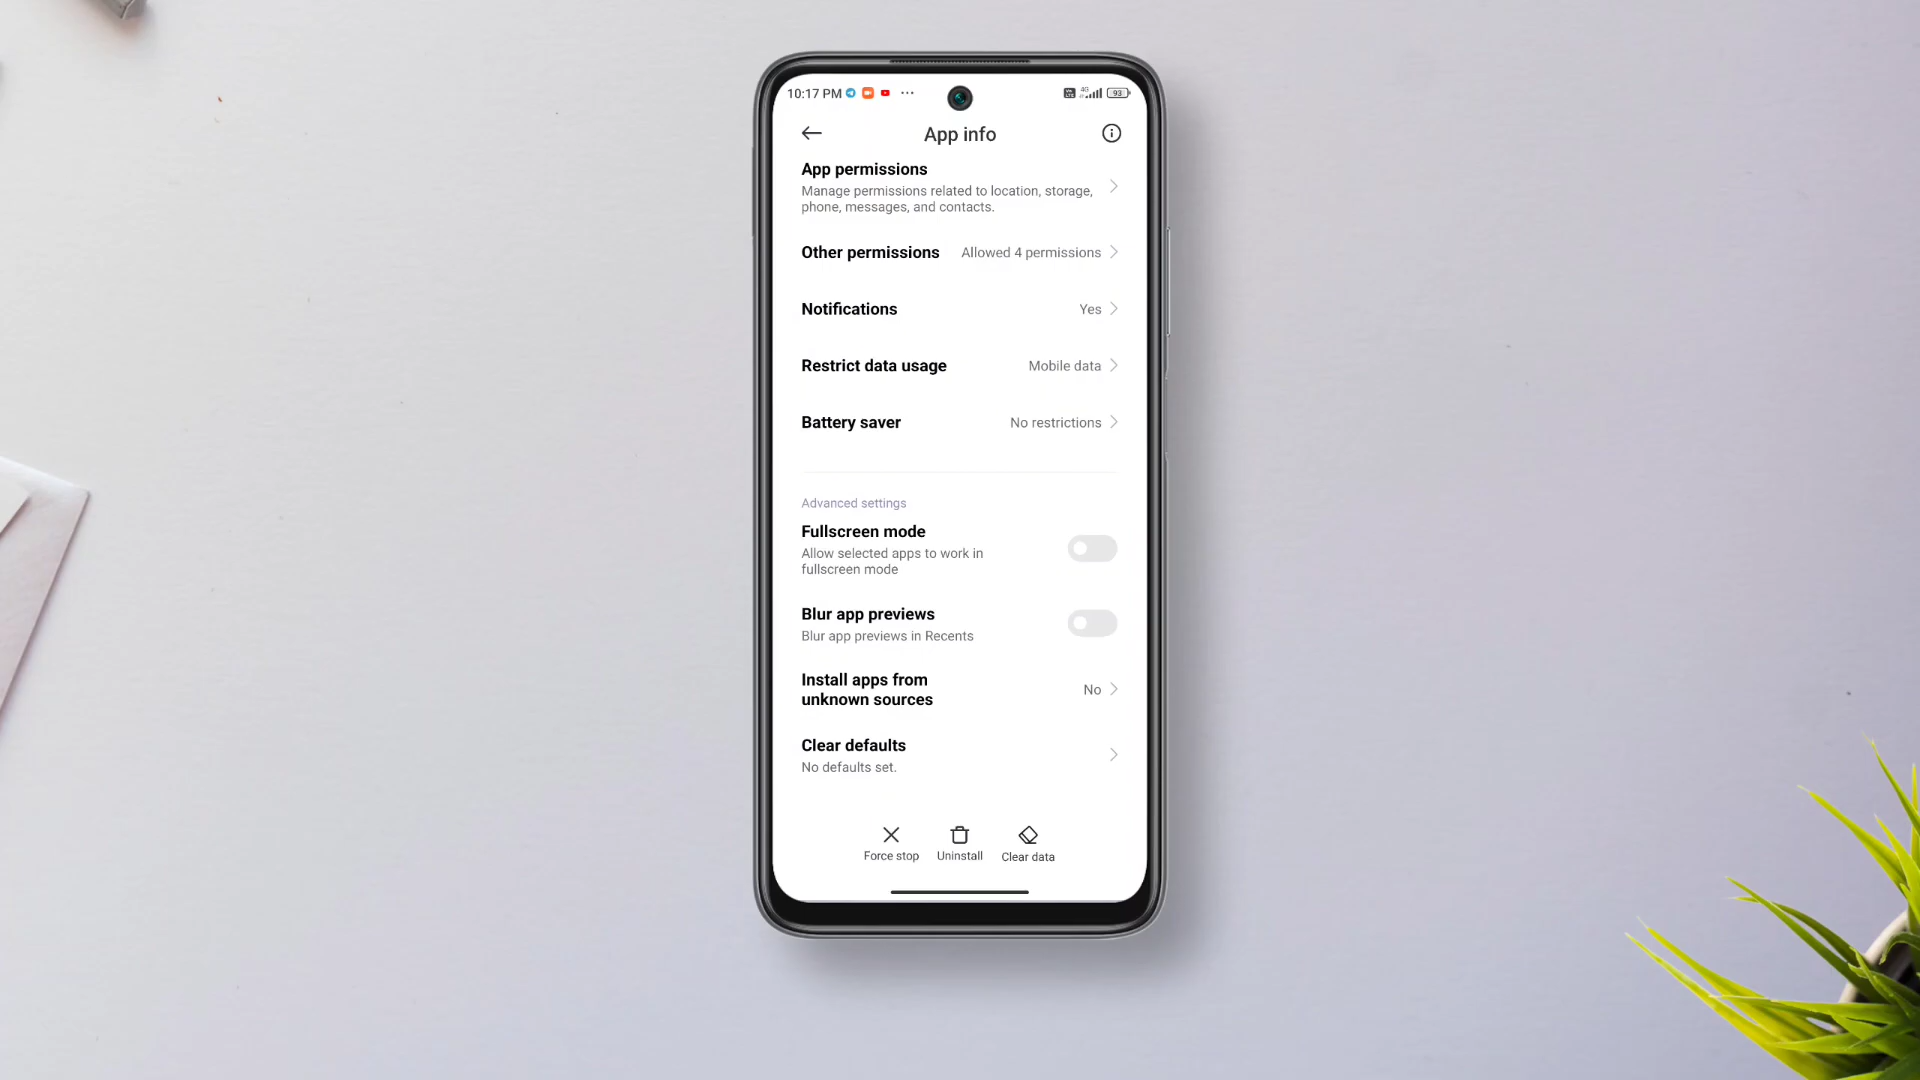 10:17 PM
4G
93
App info
App permissions
Manage permissions related to location, storage,
phone, messages, and contacts.
Other permissions Allowed 4 permissions
Notifications Yes
Restrict data usage Mobile data
Battery saver No restrictions
Advanced settings
Fullscreen mode
Allow selected apps to work in
fullscreen mode
Blur app previews
Blur app previews in Recents
Install apps from
unknown sources
No
Clear defaults
No defaults set.
Force stop Uninstall Clear data